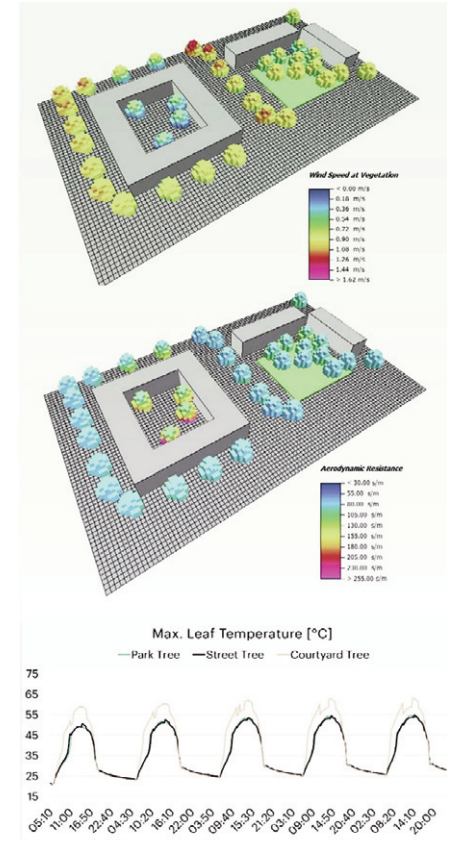 Wind Speed at Vegetation
< 0.00 m/s
0.18 m/s
0.36 m/s
0.54 m/s
0.72 m/s
0.90 m/s
1.08 m/s
1.26 m/s
1.44 m/s
> 1.62 m/s
Aerodynamic Resistance
< 30.00 s/m
55.00 s/m
80.00 s/m
105.00 s/m
130.00 s/m
155.00 s/m
180.00 s/m
205.00 s/m
230.00 s/m
> 255.00 s/m
Max. Leaf Temperature [°C]
Park Tree Street Tree Courtyard Tree
75
65
55
45
35
25
15
05:10 11:00 16:50 22:40 04:30 10:20 16:10 22:00 03:50 09:40 15:30 21:20 03:10 09:00 14:50 20:40 02:30 08:20 14:10 20:00